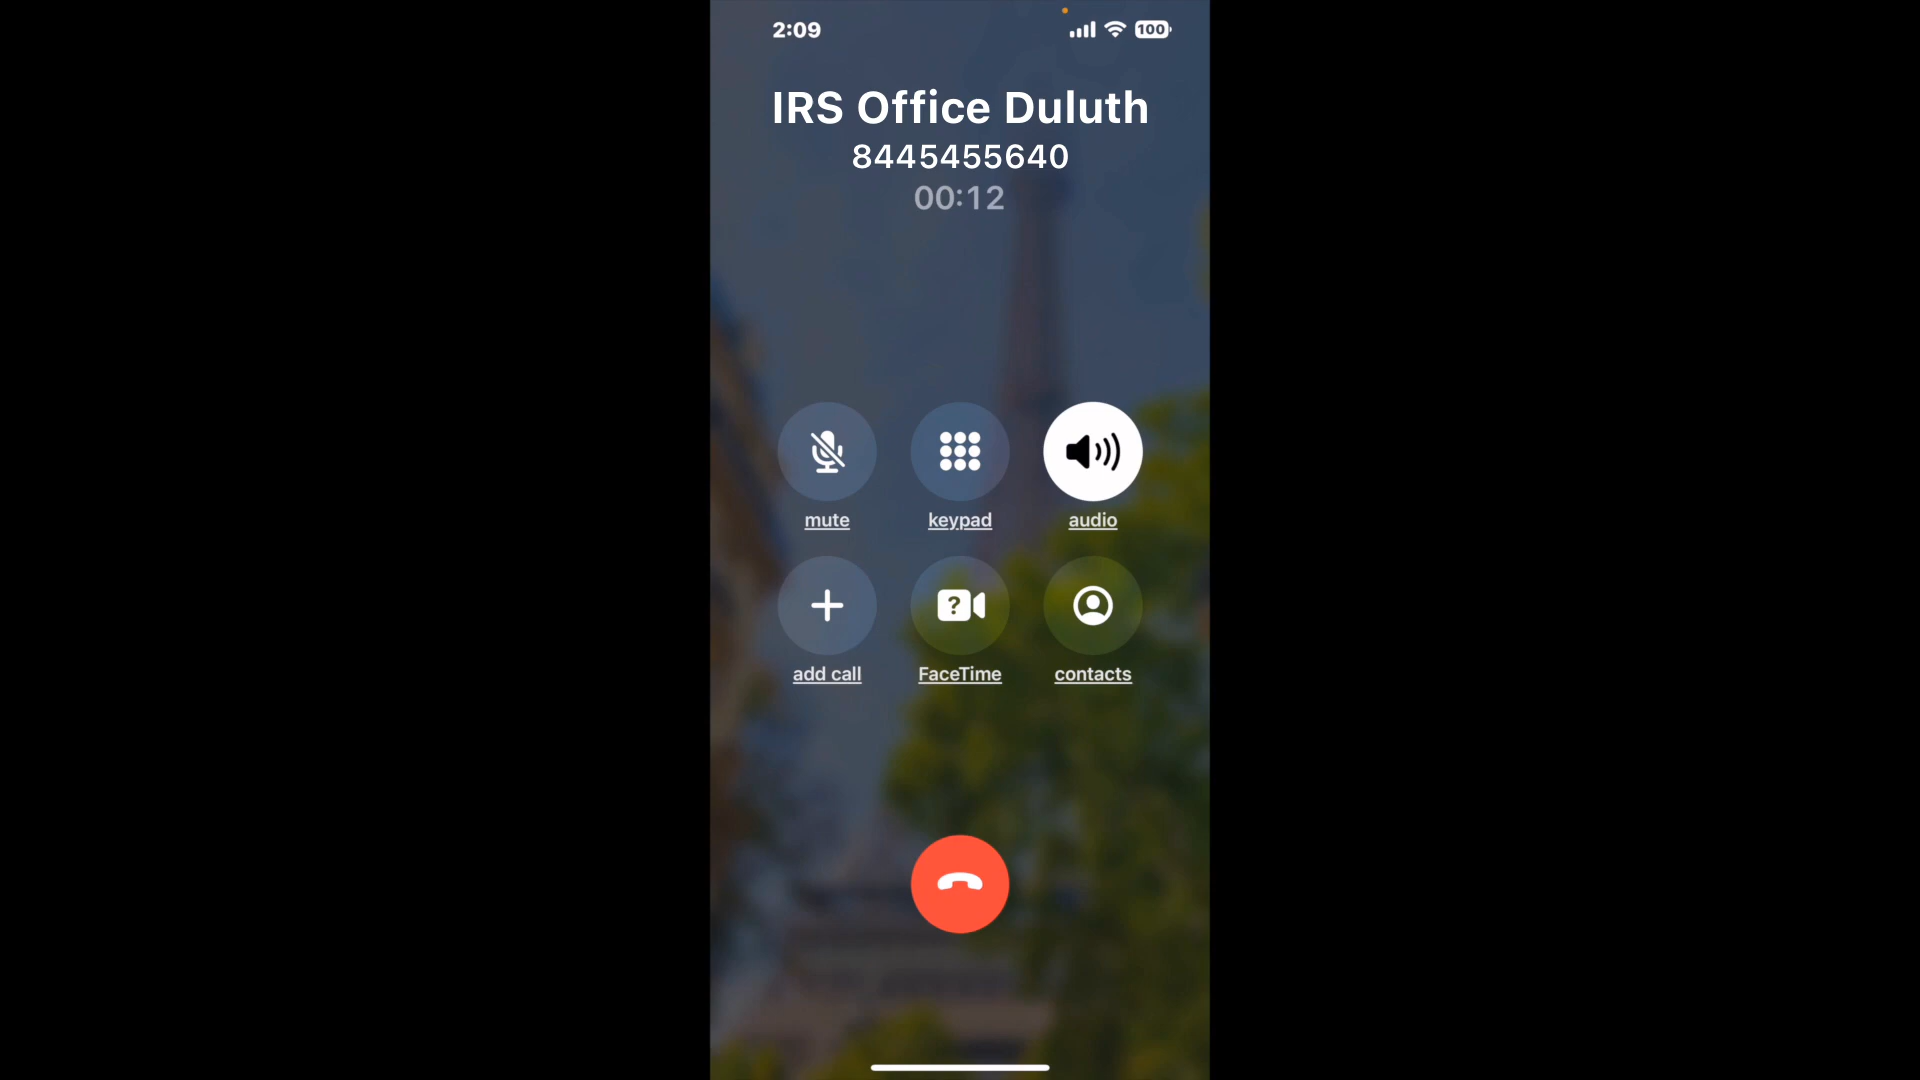 2:09
100
IRS Office Duluth
8445455640
00:12
mute
keypad
audio
?
add call
FaceTime
contacts